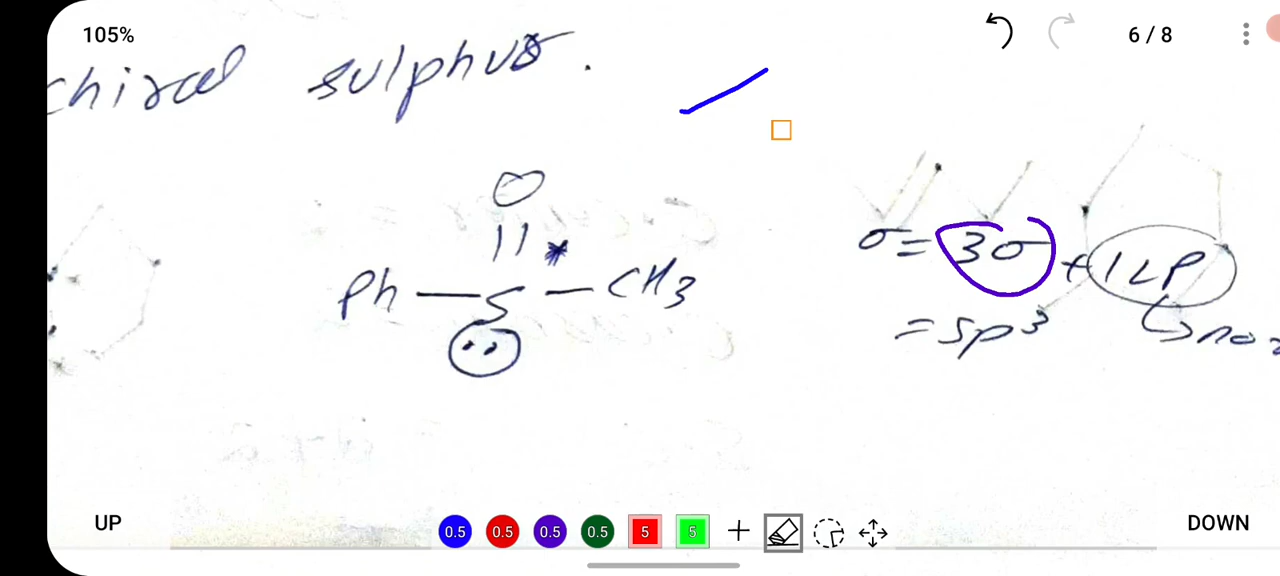 105%
6 / 8
chiral sulphur.
O
||
*
Ph — S — CH3
..
σ = 3σ + 1LP
= sp3
UP
0.5 0.5 0.5 0.5 5 5 +
DOWN